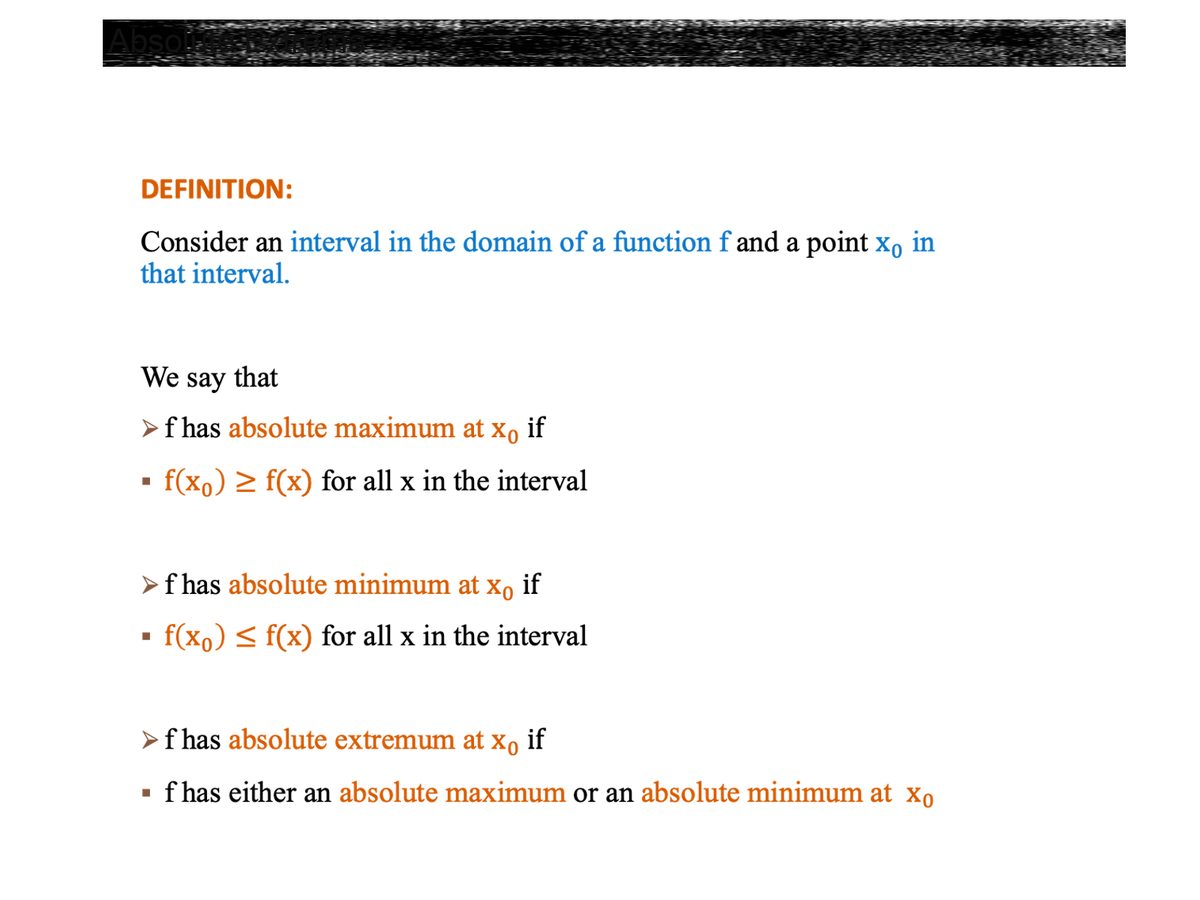 DEFINITION:
Consider an interval in the domain of a function f and a point x₀ in
that interval.
We say that
➢ f has absolute maximum at x₀ if
▪ f(x₀) ≥ f(x) for all x in the interval
➢ f has absolute minimum at x₀ if
▪ f(x₀) ≤ f(x) for all x in the interval
➢ f has absolute extremum at x₀ if
▪ f has either an absolute maximum or an absolute minimum at x₀